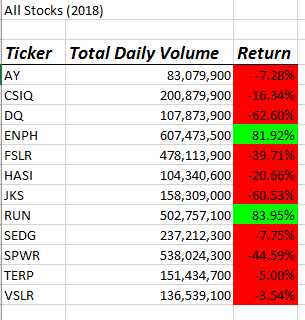 All Stocks (2018)
Ticker Total Daily Volume Return
AY 83,079,900 -7.28%
CSIQ 200,879,900 -16.34%
DQ 107,873,900 -62.60%
ENPH 607,473,500 81.92%
FSLR 478,113,900 -39.71%
HASI 104,340,600 -20.66%
JKS 158,309,000 -60.53%
RUN 502,757,100 83.95%
SEDG 237,212,300 -7.75%
SPWR 538,024,300 -44.59%
TERP 151,434,700 -5.00%
VSLR 136,539,100 -3.54%